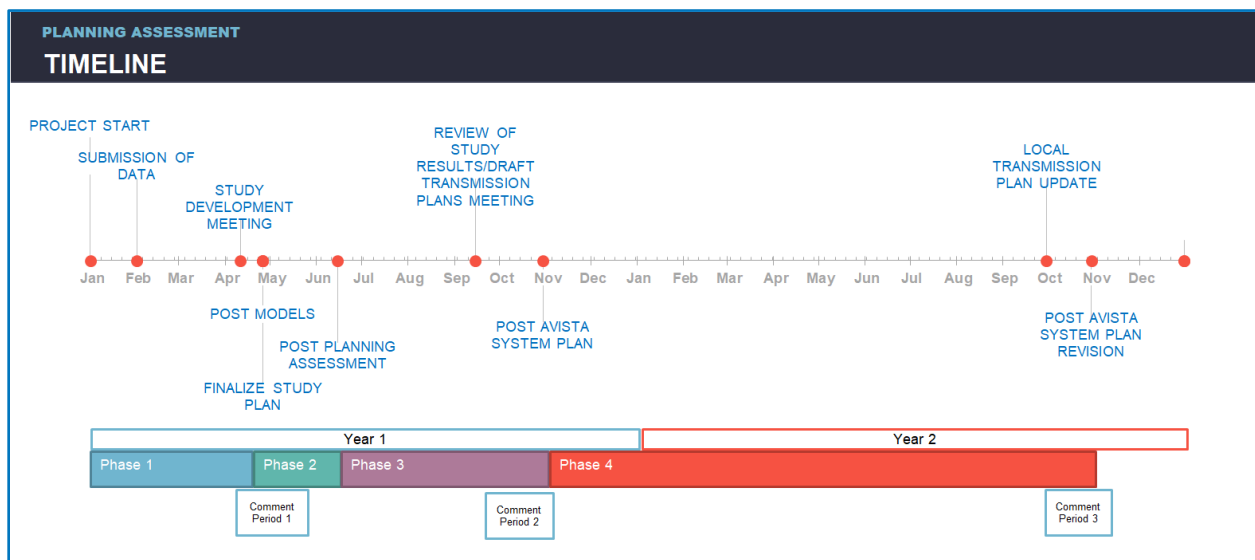 PLANNING ASSESSMENT
TIMELINE
PROJECT START
SUBMISSION OF
DATA
STUDY
DEVELOPMENT
MEETING
REVIEW OF
STUDY
RESULTS/DRAFT
TRANSMISSION
PLANS MEETING
LOCAL
TRANSMISSION
PLAN UPDATE
Jan Feb Mar Apr May Jun Jul Aug Sep Oct Nov Dec Jan Feb Mar Apr May Jun Jul Aug Sep Oct Nov Dec
POST MODELS
FINALIZE STUDY
PLAN
POST PLANNING
ASSESSMENT
POST AVISTA
SYSTEM PLAN
POST AVISTA
SYSTEM PLAN
REVISION
Year 1 Year 2
Phase 1 Phase 2 Phase 3 Phase 4
Comment
Period 1
Comment
Period 2
Comment
Period 3